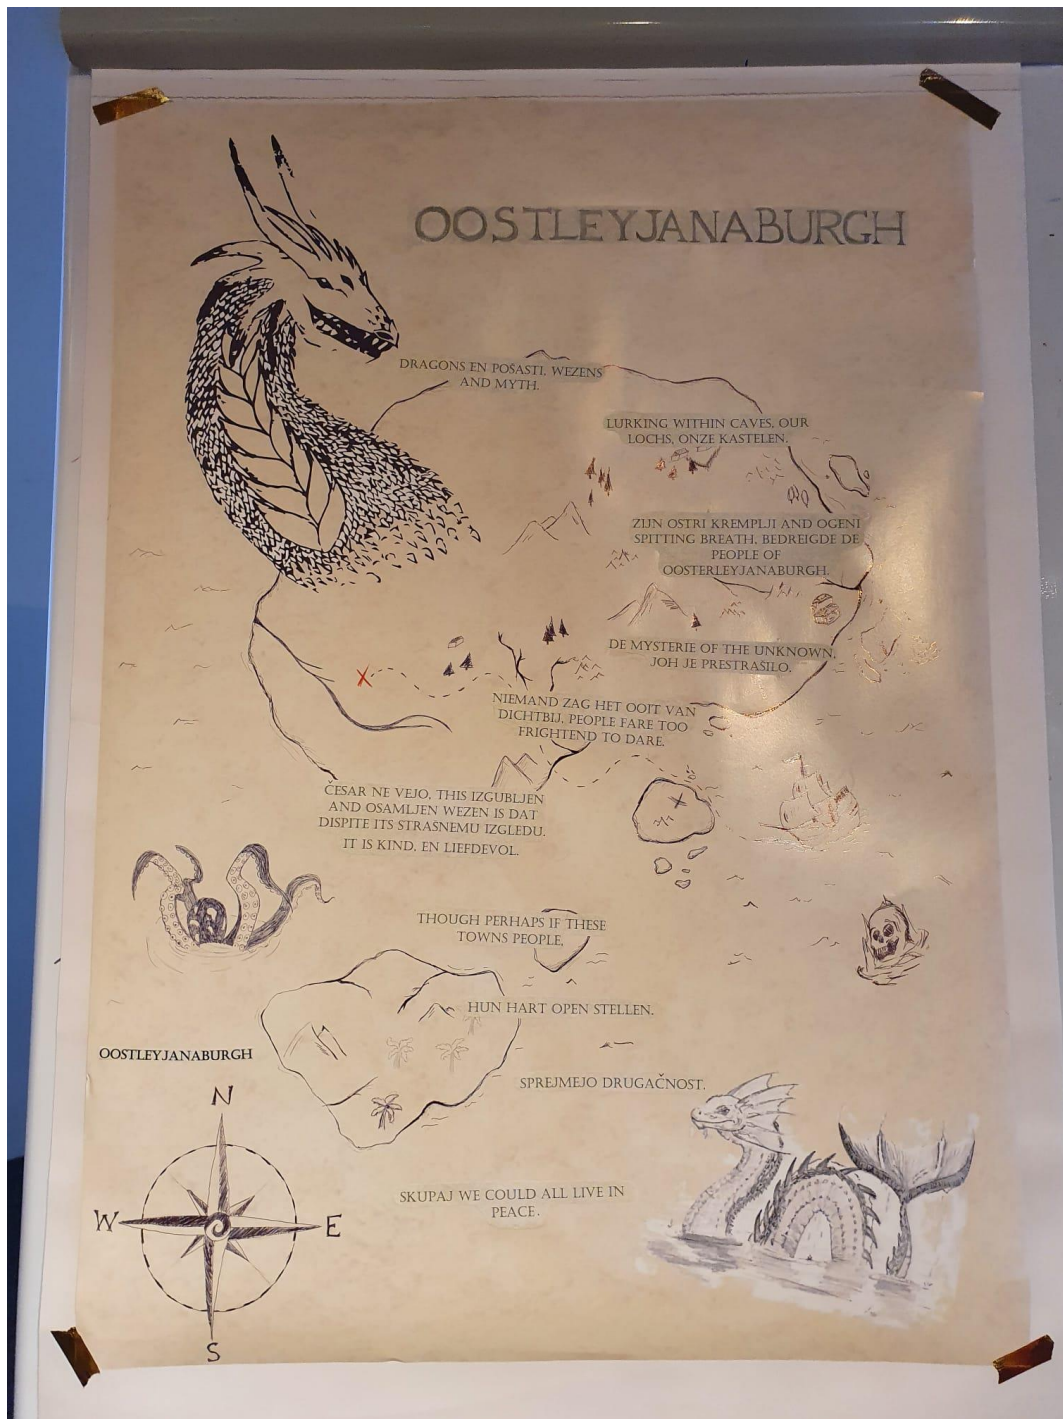 OOSTLEYJANABURGH
DRAGONS EN POŠASTI, WEZENS
AND MYTH.
LURKING WITHIN CAVES, OUR
LOCHS, ONZE KASTELEN.
ZIJN OSTRI KREMPLJI AND OGENJ
SPITTING BREATH, BEDREIGDE DE
PEOPLE OF
OOSTERLEYJANABURGH.
DE MYSTERIE OF THE UNKNOWN,
JOH JE PRESTRAŠILO.
NIEMAND ZAG HET OOIT VAN
DICHTBIJ, PEOPLE FARE TOO
FRIGHTEND TO DARE.
ČESAR NE VEJO, THIS IZGUBLJEN
AND OSAMLJEN WEZEN IS DAT
DISPITE ITS STRAŠNEMU IZGLEDU.
IT IS KIND. EN LIEFDEVOL.
THOUGH PERHAPS IF THESE
TOWNS PEOPLE,
HUN HART OPEN STELLEN.
OOSTLEYJANABURGH
SPREJMEJO DRUGAČNOST.
SKUPAJ WE COULD ALL LIVE IN
PEACE.
N
W E
S